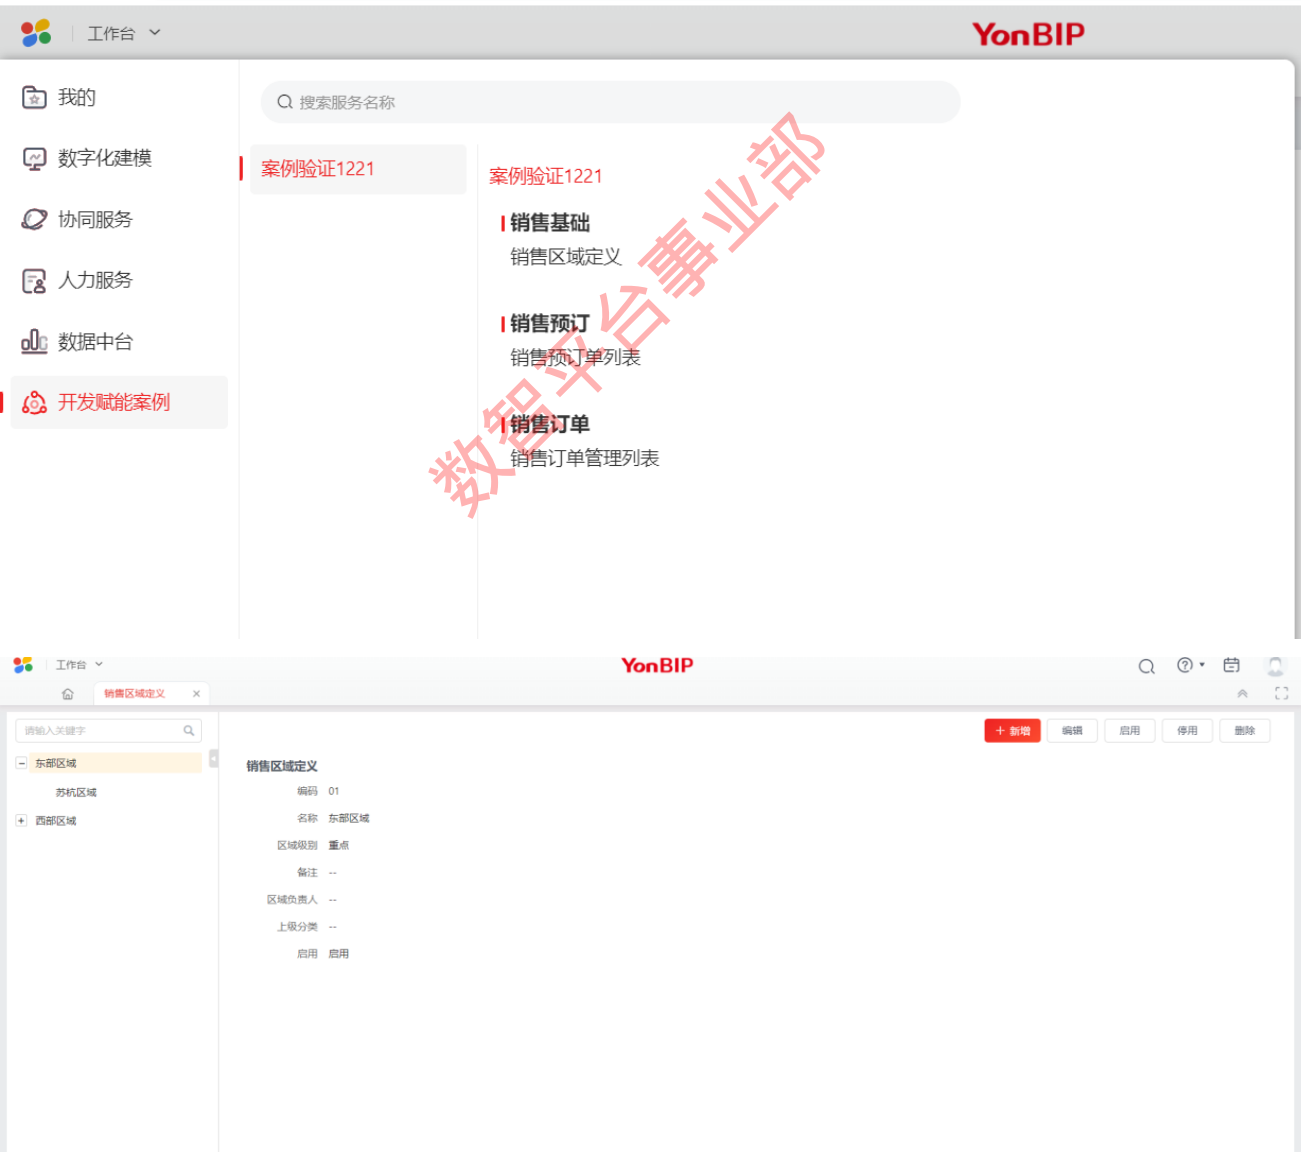 工作台
YonBIP
我的
数字化建模
协同服务
人力服务
数据中台
开发赋能案例
搜索服务名称
案例验证1221
案例验证1221
销售基础
销售区域定义
销售预订
销售预订单列表
销售订单
销售订单管理列表
数智平台事业部
工作台
YonBIP
销售区域定义
请输入关键字
东部区域
苏杭区域
西部区域
+ 新增 编辑 启用 停用 删除
销售区域定义
编码 01
名称 东部区域
区域级别 重点
备注 --
区域负责人 --
上级分类 --
启用 启用